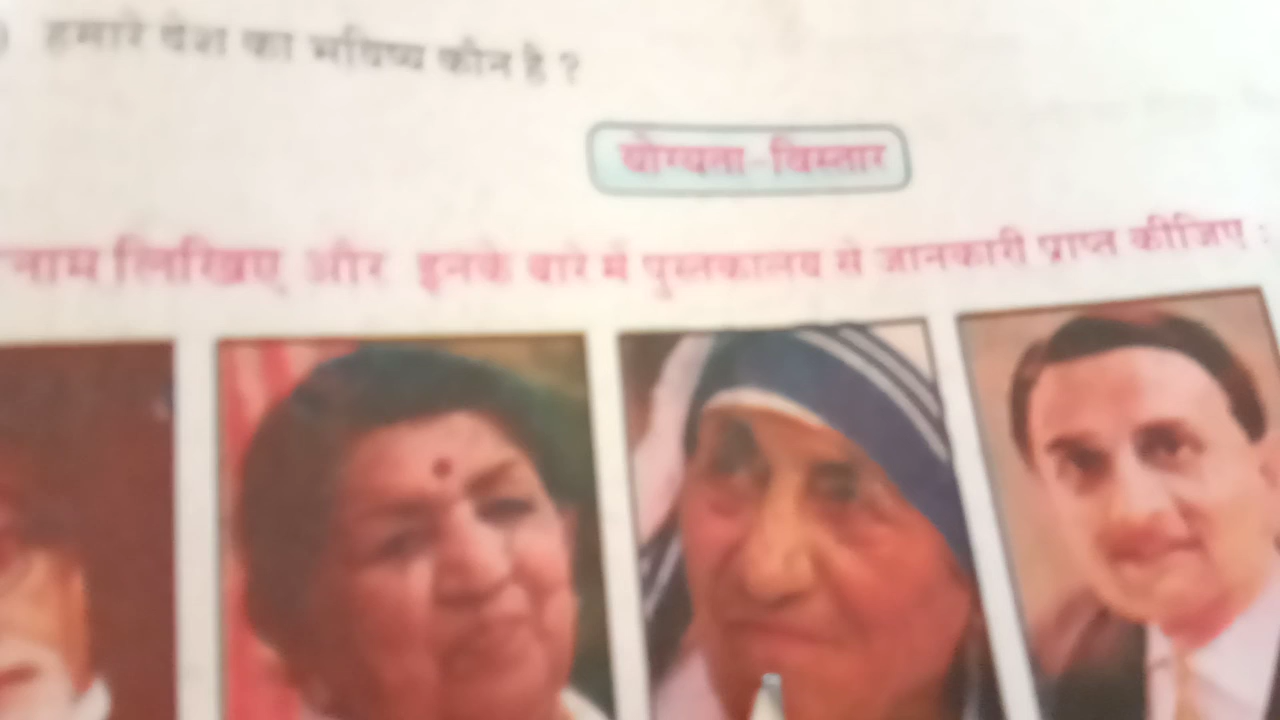 हमारे देश का भविष्य कौन है ?
योग्यता-विस्तार
नाम लिखिए और इनके बारे में पुस्तकालय से जानकारी प्राप्त कीजिए :